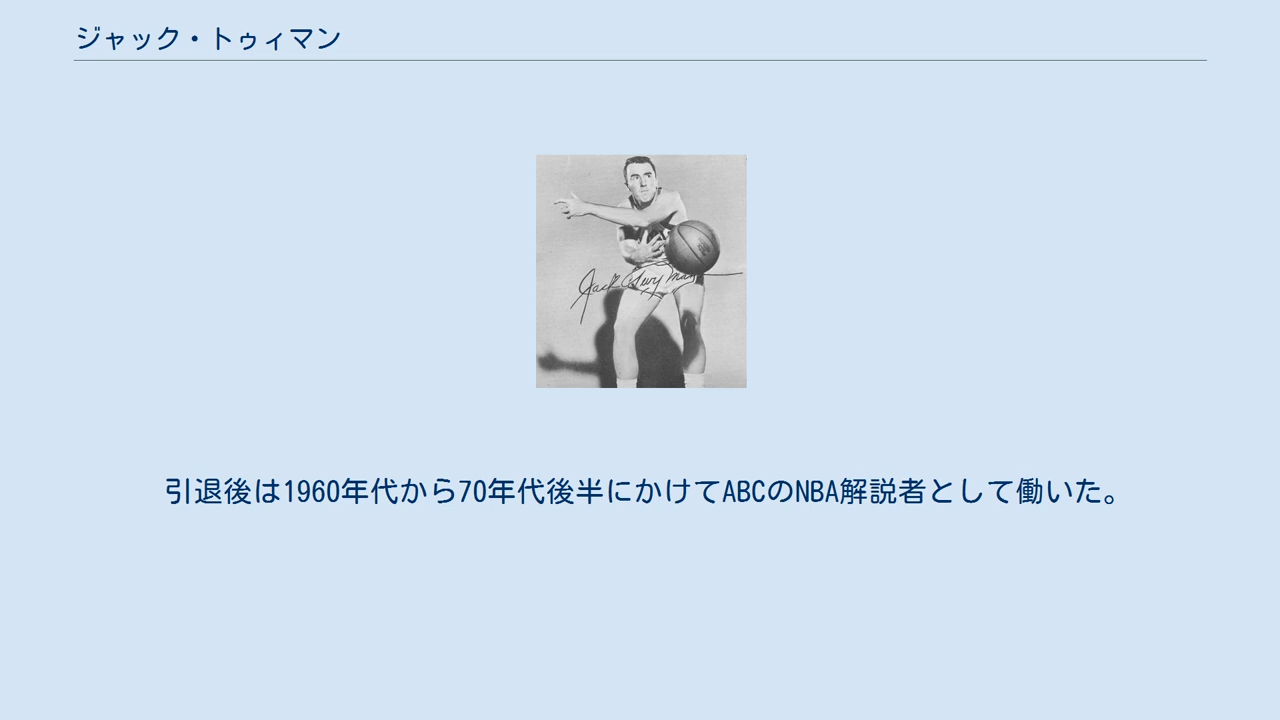 ジャック・トゥィマン
Jack Twyman
引退後は1960年代から70年代後半にかけてABCのNBA解説者として働いた。